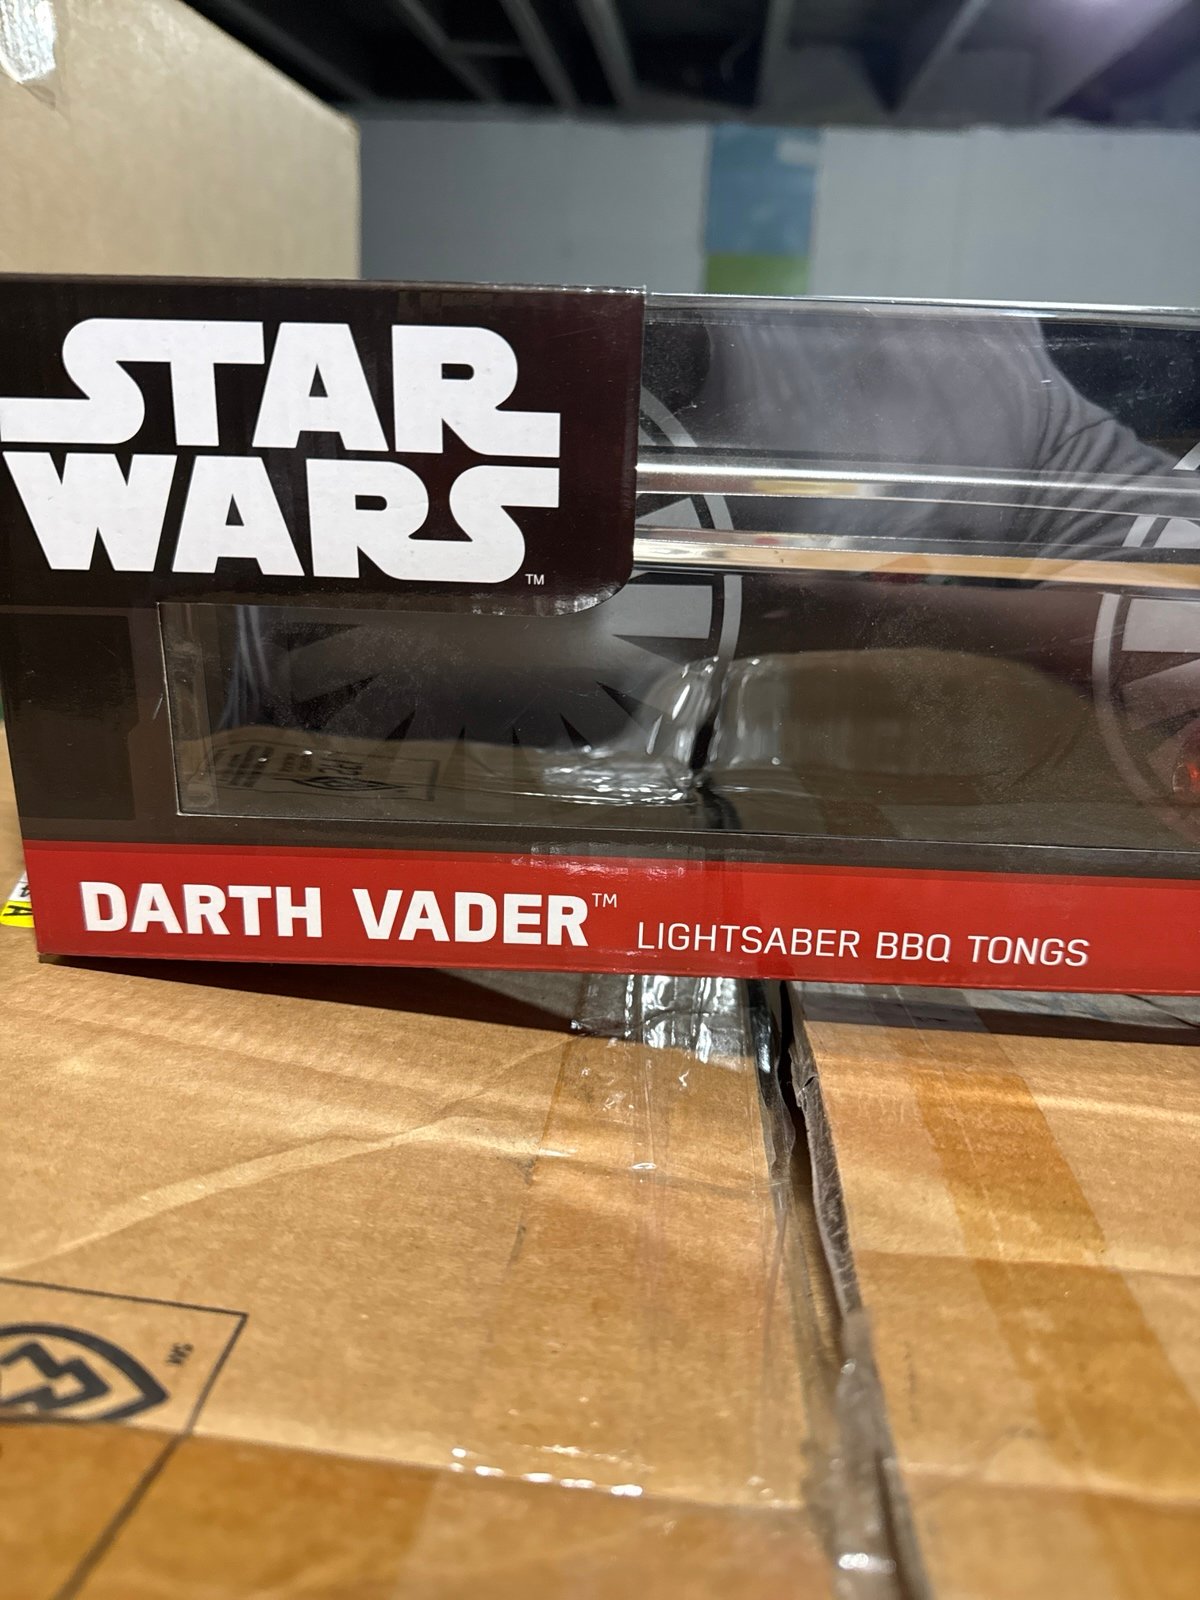 STAR
WARS™
DARTH VADER™ LIGHTSABER BBQ TONGS